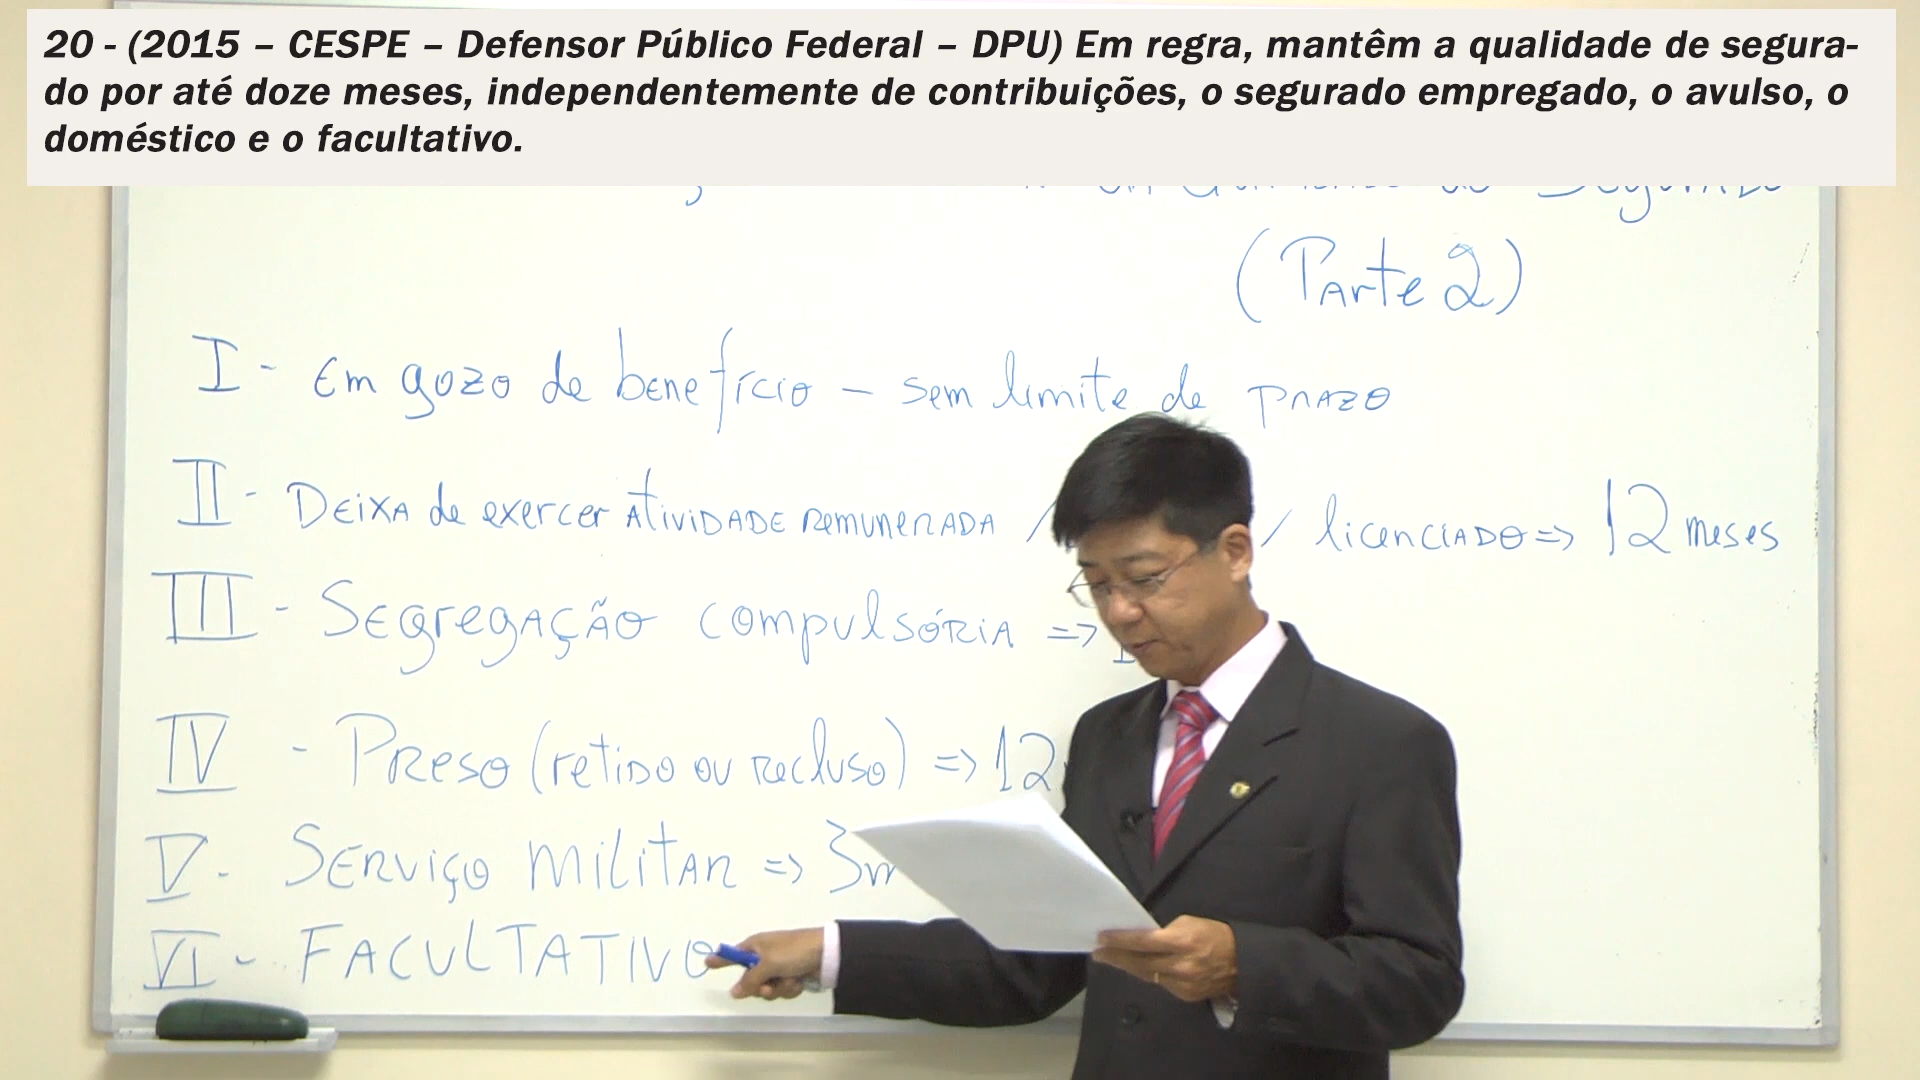 20 - (2015 – CESPE – Defensor Público Federal – DPU) Em regra, mantêm a qualidade de segura-
do por até doze meses, independentemente de contribuições, o segurado empregado, o avulso, o
doméstico e o facultativo.
(Parte 2)
I - Em gozo de benefício – sem limite de prazo
II - Deixa de exercer atividade remunerada / / licenciado => 12 meses
III - Segregação compulsória =>
IV - Preso (retido ou recluso) => 12
V - Serviço militar => 3m
VI - FACULTATIVO